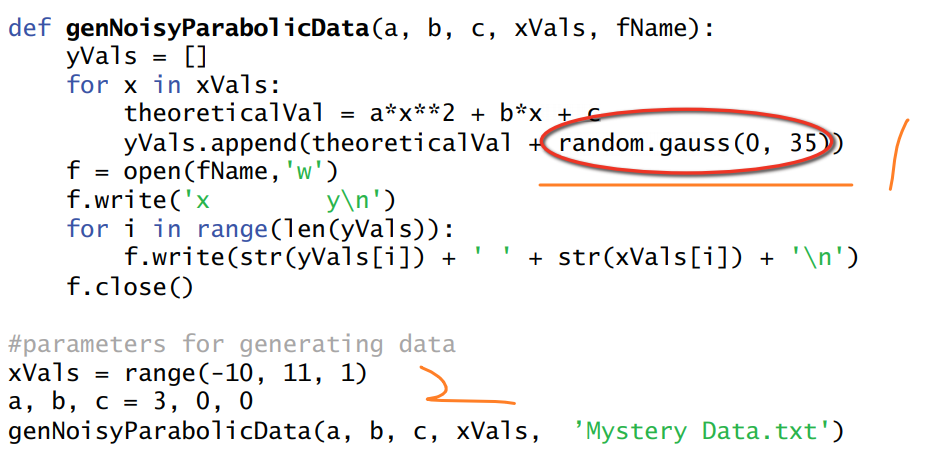 def genNoisyParabolicData(a, b, c, xVals, fName):
    yVals = []
    for x in xVals:
        theoreticalVal = a*x**2 + b*x + c
        yVals.append(theoreticalVal + random.gauss(0, 35))
    f = open(fName,'w')
    f.write('x        y\n')
    for i in range(len(yVals)):
        f.write(str(yVals[i]) + ' ' + str(xVals[i]) + '\n')
    f.close()
#parameters for generating data
xVals = range(-10, 11, 1)
a, b, c = 3, 0, 0
genNoisyParabolicData(a, b, c, xVals,  ’Mystery Data.txt')